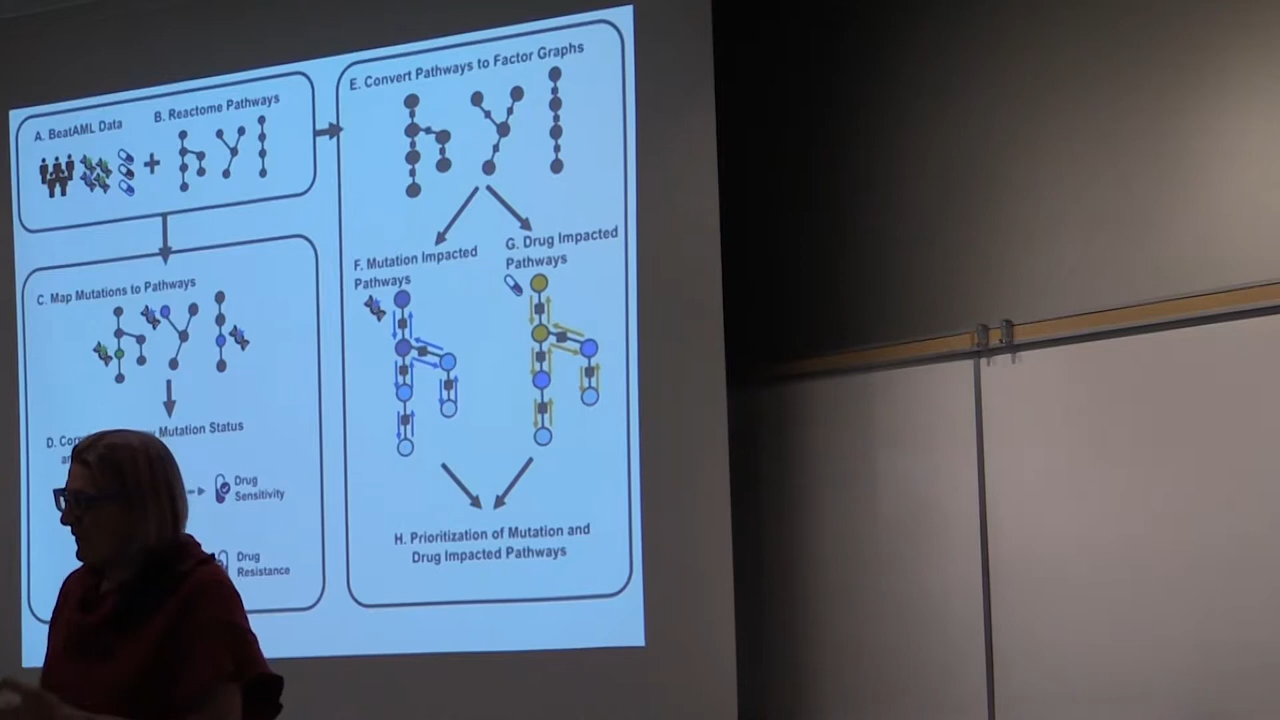 A. BeatAML Data
B. Reactome Pathways
C. Map Mutations to Pathways
D.
Mutation Status
Drug
Sensitivity
Drug
Resistance
E. Convert Pathways to Factor Graphs
F. Mutation Impacted
Pathways
G. Drug Impacted
Pathways
H. Prioritization of Mutation and
Drug Impacted Pathways